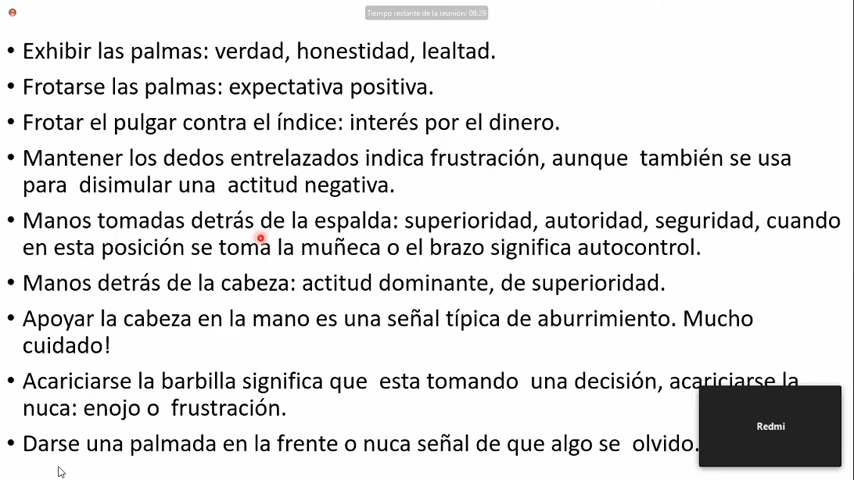 Tiempo restante de la reunión: 08:29
• Exhibir las palmas: verdad, honestidad, lealtad.
• Frotarse las palmas: expectativa positiva.
• Frotar el pulgar contra el índice: interés por el dinero.
• Mantener los dedos entrelazados indica frustración, aunque  también se usa
para  disimular una  actitud negativa.
• Manos tomadas detrás de la espalda: superioridad, autoridad, seguridad, cuando
en esta posición se toma la muñeca o el brazo significa autocontrol.
• Manos detrás de la cabeza: actitud dominante, de superioridad.
• Apoyar la cabeza en la mano es una señal típica de aburrimiento. Mucho
cuidado!
• Acariciarse la barbilla significa que  esta tomando  una decisión, acariciarse la
nuca: enojo o  frustración.
• Darse una palmada en la frente o nuca señal de que algo se  olvido.
Redmi